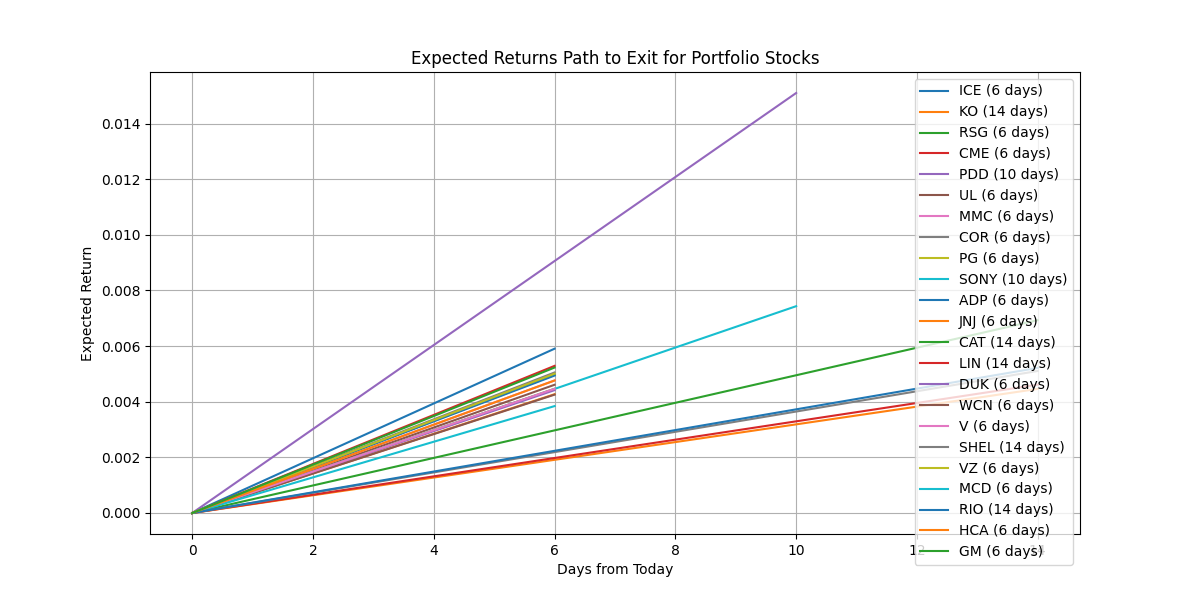 Expected Returns Path to Exit for Portfolio Stocks
Expected Return
0.014
0.012
0.010
0.008
0.006
0.004
0.002
0.000
0
2
4
6
8
10
12
14
Days from Today
ICE (6 days)
KO (14 days)
RSG (6 days)
CME (6 days)
PDD (10 days)
UL (6 days)
MMC (6 days)
COR (6 days)
PG (6 days)
SONY (10 days)
ADP (6 days)
JNJ (6 days)
CAT (14 days)
LIN (14 days)
DUK (6 days)
WCN (6 days)
V (6 days)
SHEL (14 days)
VZ (6 days)
MCD (6 days)
RIO (14 days)
HCA (6 days)
GM (6 days)